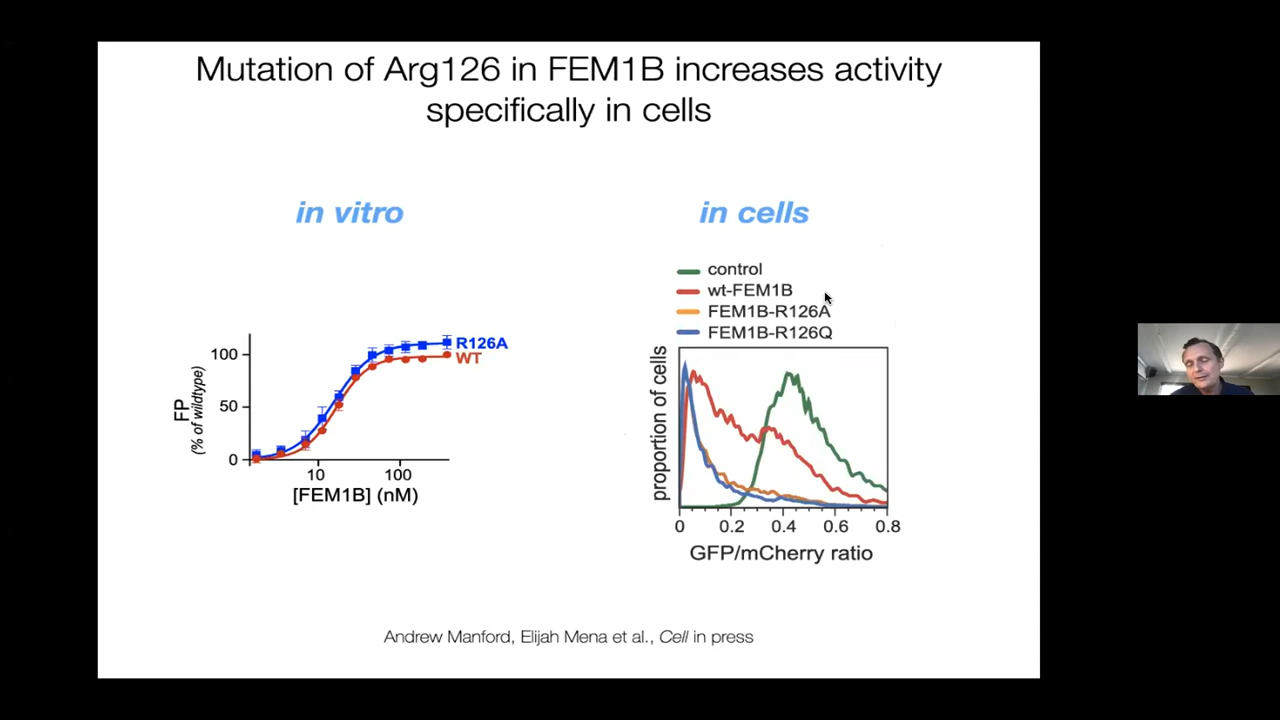 Mutation of Arg126 in FEM1B increases activity
specifically in cells
in vitro
in cells
R126A
WT
100
50
0
FP
(% of wildtype)
10
100
[FEM1B] (nM)
control
wt-FEM1B
FEM1B-R126A
FEM1B-R126Q
proportion of cells
0
0.2
0.4
0.6
0.8
GFP/mCherry ratio
Andrew Manford, Elijah Mena et al., Cell in press